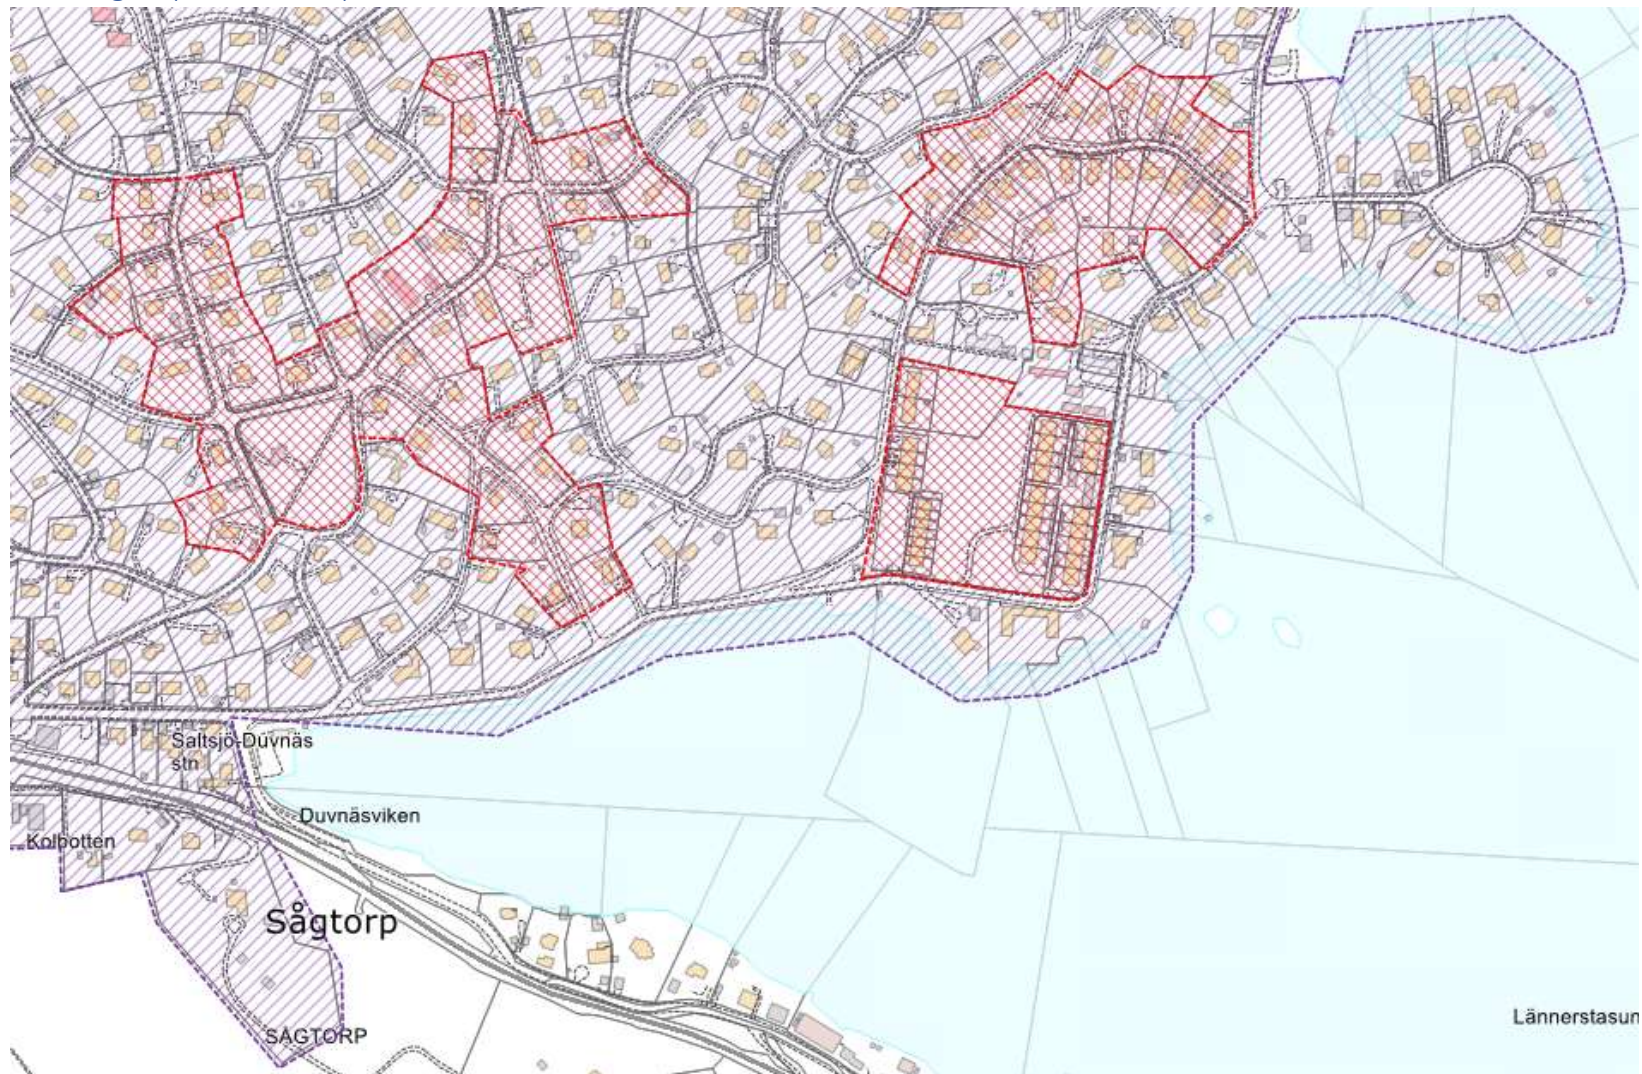 Saltsjö-Duvnäs
stn
Duvnäsviken
Kolbotten
Sågtorp
Lännerstasun
SÅGTORP